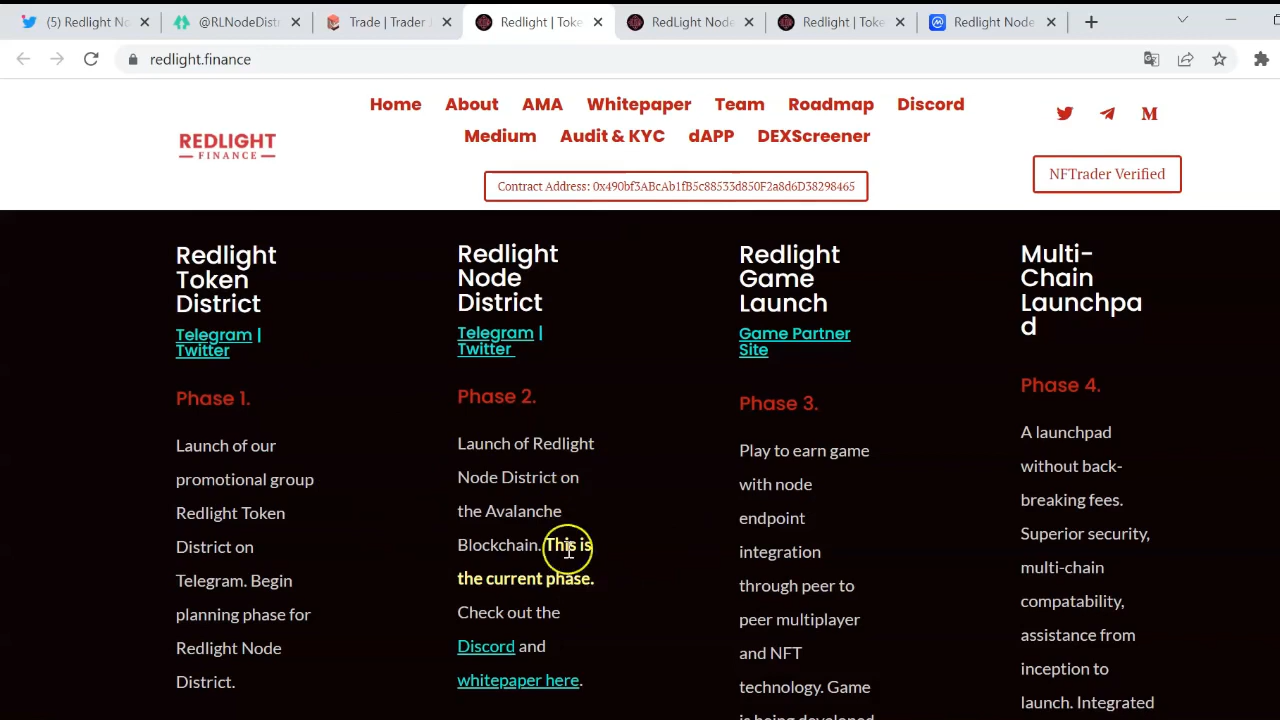 (5) Redlight No
@RLNodeDistr
Trade | Trader J
Redlight | Toke
RedLight Node
Redlight | Toke
Redlight Node
redlight.finance
REDLIGHT
FINANCE
Home About AMA Whitepaper Team Roadmap Discord
Medium Audit & KYC dAPP DEXScreener
Contract Address: 0x490bf3ABcAb1fB5c88533d850F2a8d6D38298465
NFTrader Verified
Redlight
Token
District
Telegram |
Twitter
Phase 1.
Launch of our
promotional group
Redlight Token
District on
Telegram. Begin
planning phase for
Redlight Node
District.
Redlight
Node
District
Telegram |
Twitter
Phase 2.
Launch of Redlight
Node District on
the Avalanche
Blockchain. This is
the current phase.
Check out the
Discord and
whitepaper here.
Redlight
Game
Launch
Game Partner
Site
Phase 3.
Play to earn game
with node
endpoint
integration
through peer to
peer multiplayer
and NFT
technology. Game
is being developed
Multi-
Chain
Launchpa
d
Phase 4.
A launchpad
without back-
breaking fees.
Superior security,
multi-chain
compatability,
assistance from
inception to
launch. Integrated